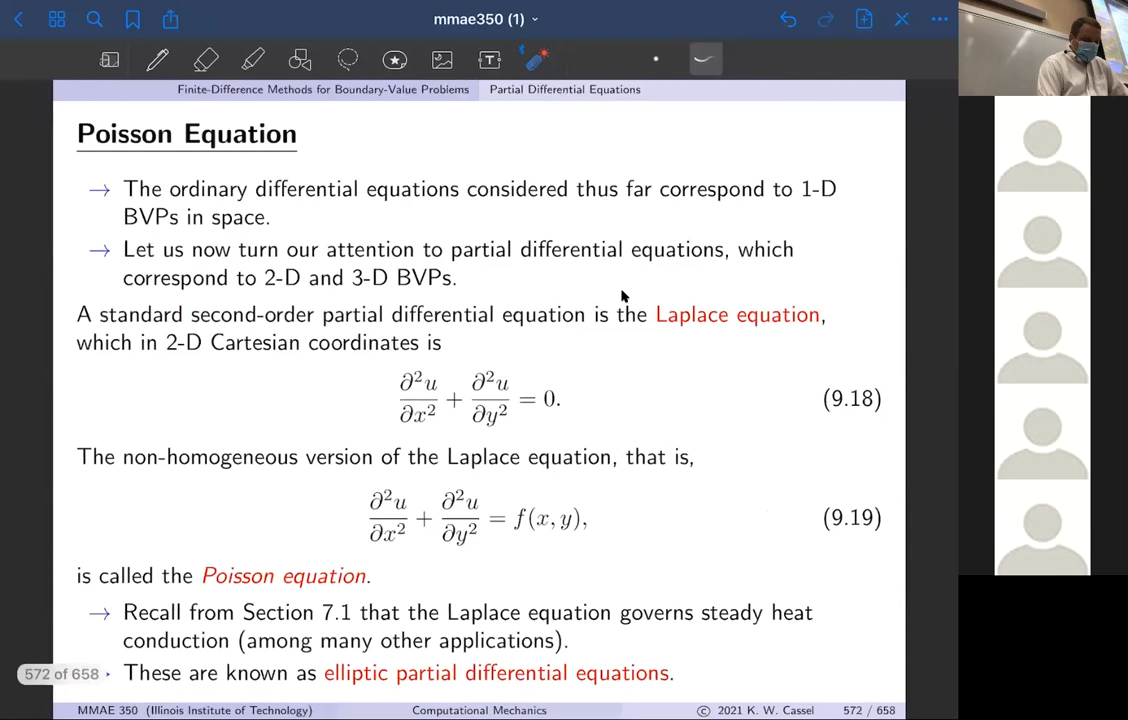 mmae350 (1)
Finite-Difference Methods for Boundary-Value Problems Partial Differential Equations
Poisson Equation
→ The ordinary differential equations considered thus far correspond to 1-D
BVPs in space.
→ Let us now turn our attention to partial differential equations, which
correspond to 2-D and 3-D BVPs.
A standard second-order partial differential equation is the Laplace equation,
which in 2-D Cartesian coordinates is
∂²u/∂x² + ∂²u/∂y² = 0. (9.18)
The non-homogeneous version of the Laplace equation, that is,
∂²u/∂x² + ∂²u/∂y² = f(x, y), (9.19)
is called the Poisson equation.
→ Recall from Section 7.1 that the Laplace equation governs steady heat
conduction (among many other applications).
572 of 658
These are known as elliptic partial differential equations.
MMAE 350 (Illinois Institute of Technology) Computational Mechanics © 2021 K. W. Cassel 572 / 658